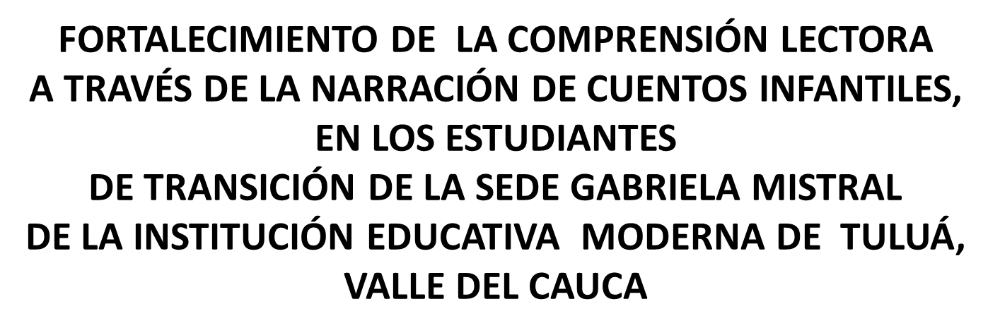 FORTALECIMIENTO DE  LA COMPRENSIÓN LECTORA
A TRAVÉS DE LA NARRACIÓN DE CUENTOS INFANTILES,
EN LOS ESTUDIANTES
DE TRANSICIÓN DE LA SEDE GABRIELA MISTRAL
DE LA INSTITUCIÓN EDUCATIVA  MODERNA DE  TULUÁ,
VALLE DEL CAUCA